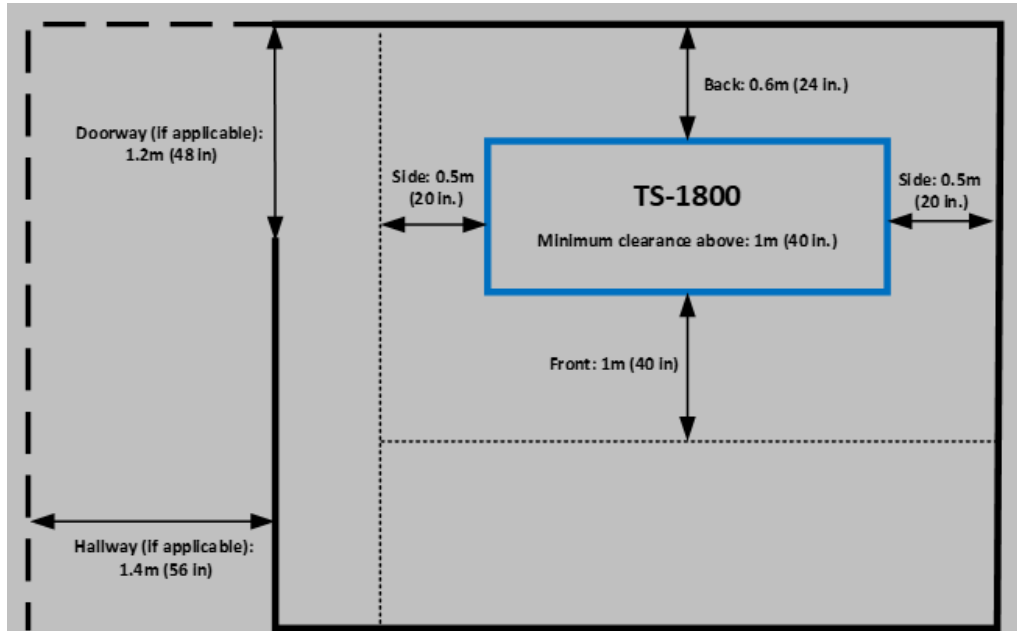 Back: 0.6m (24 in.)
Doorway (if applicable):
1.2m (48 in)
Side: 0.5m
(20 in.)
TS-1800
Minimum clearance above: 1m (40 in.)
Side: 0.5m
(20 in.)
Front: 1m (40 in)
Hallway (if applicable):
1.4m (56 in)